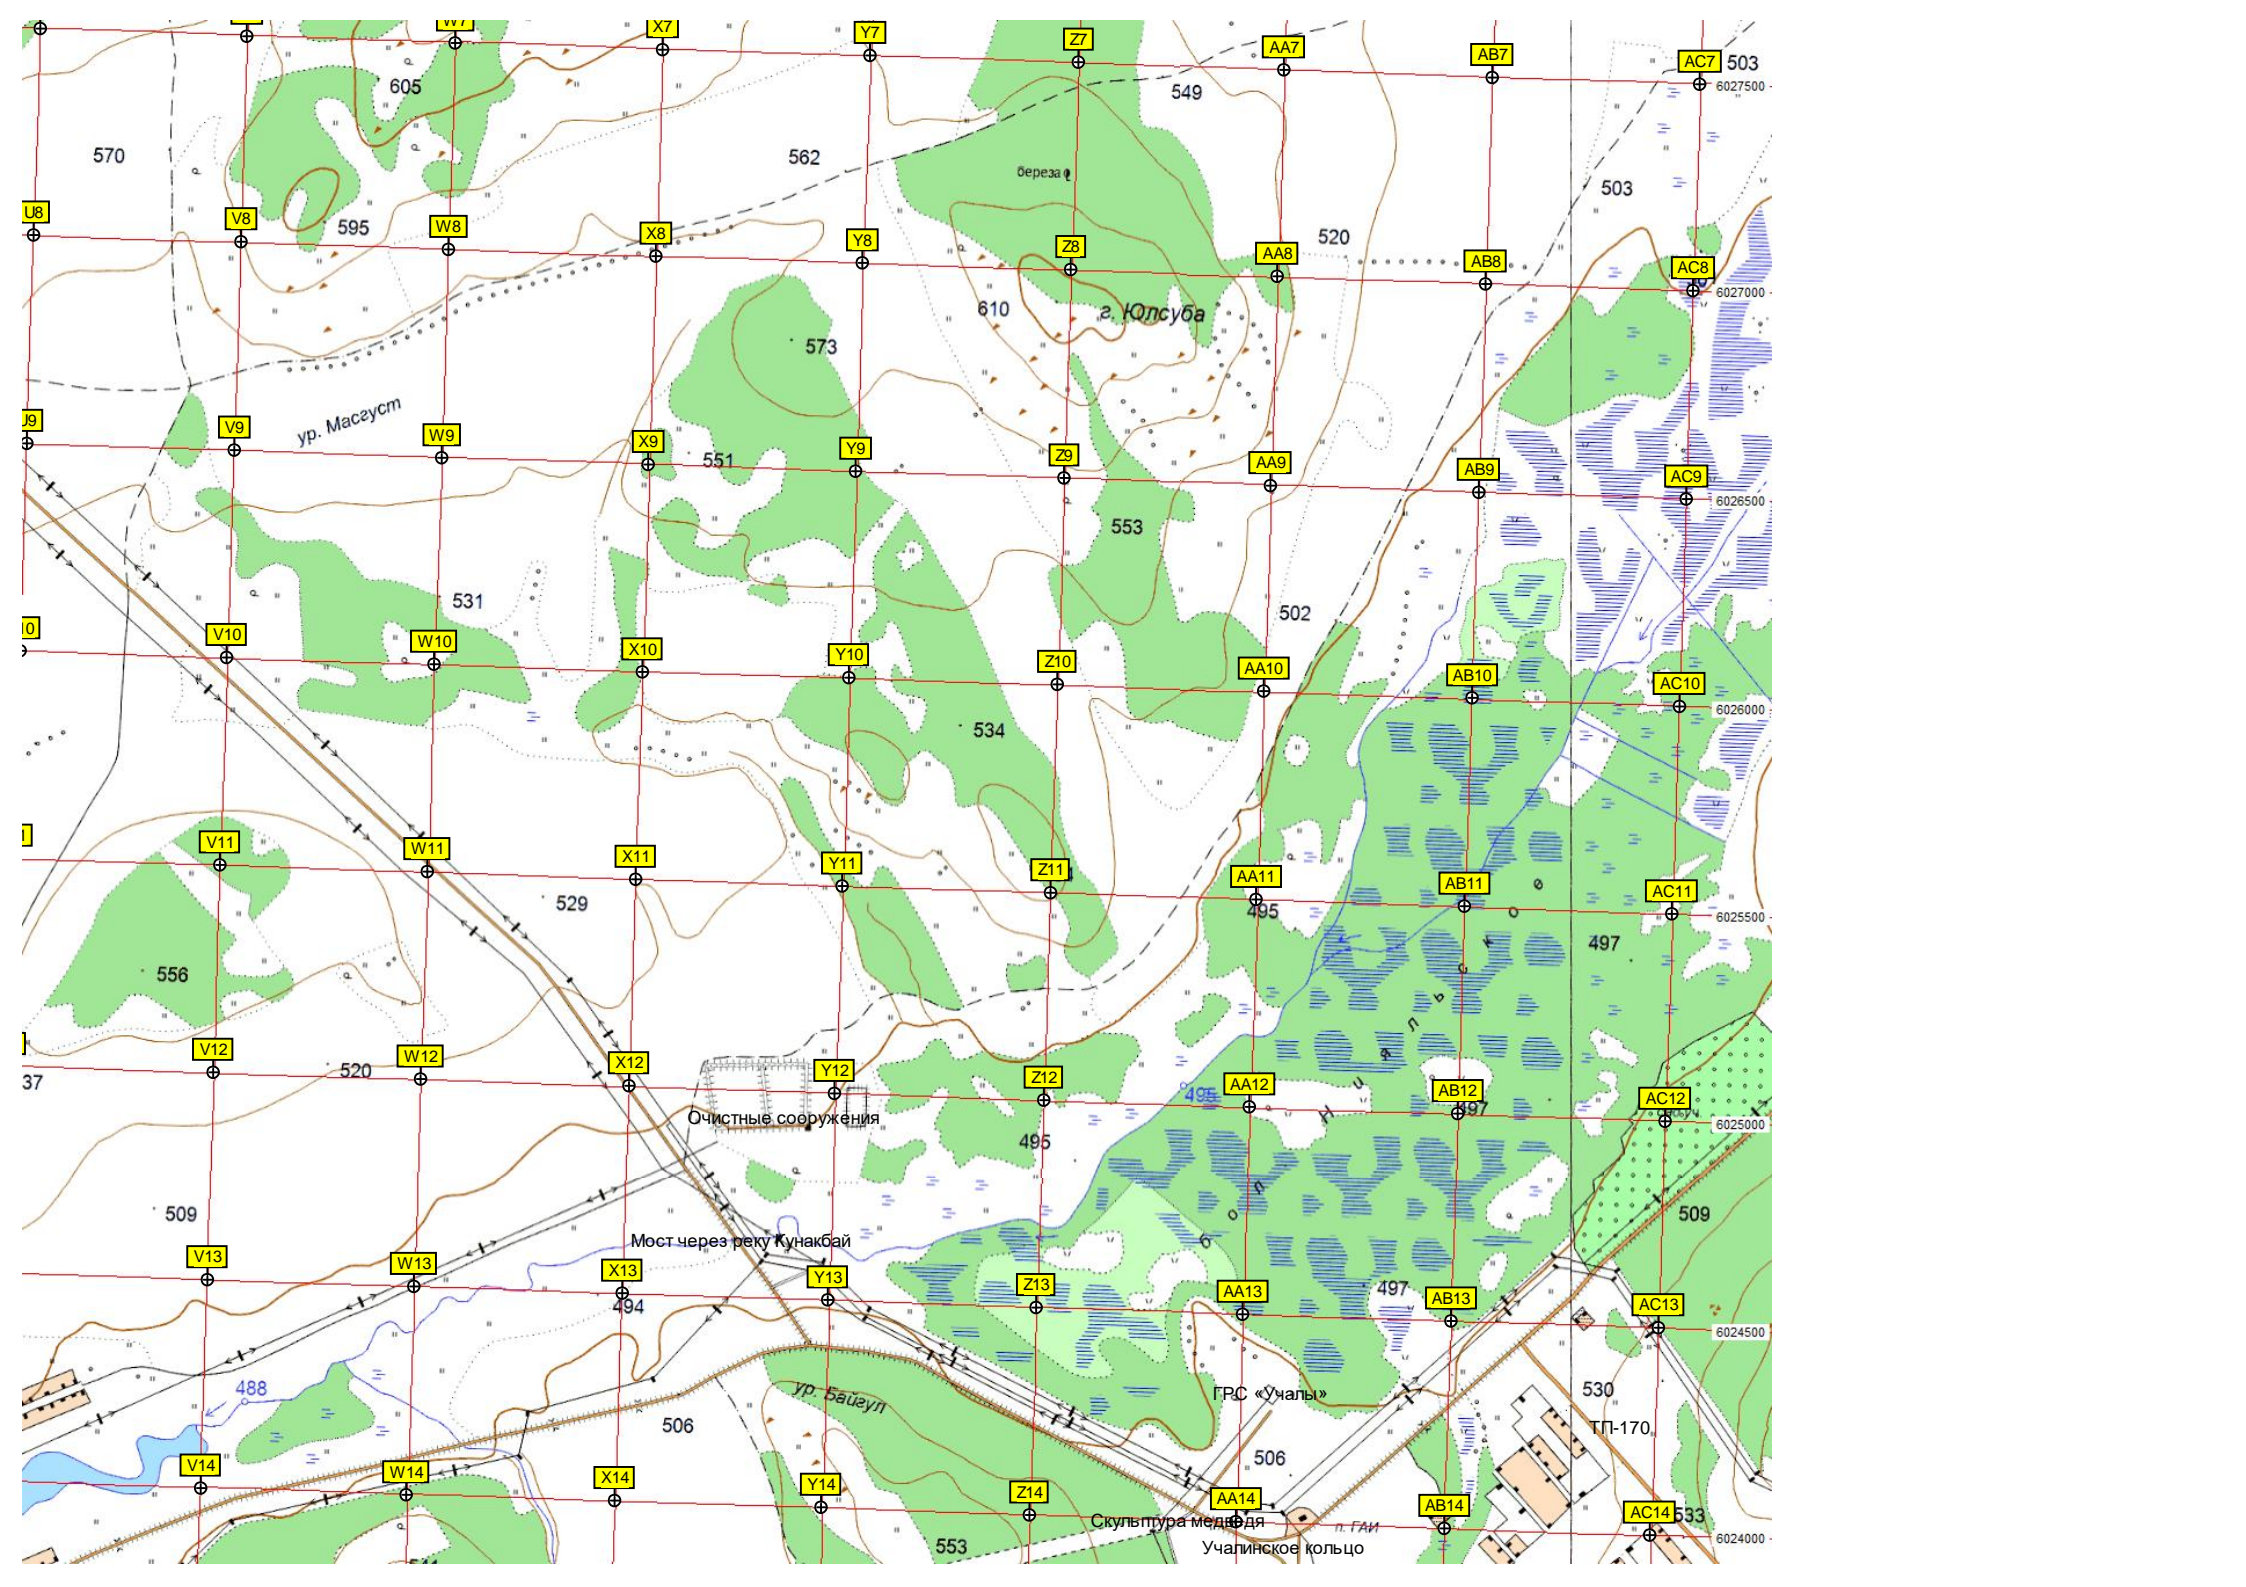 W7
X7
Y7
Z7
AA7
AB7
AC7
503
6027500
605
549
570
562
503
береза
U8
V8
W8
X8
Y8
Z8
AA8
AB8
AC8
595
520
6027000
610
г. Юлсуба
573
ур. Масгуст
V9
W9
X9
Y9
Z9
AA9
AB9
AC9
551
6026500
553
531
502
V10
W10
X10
Y10
Z10
AA10
AB10
AC10
6026000
534
V11
W11
X11
Y11
Z11
AA11
AB11
AC11
529
495
6025500
497
556
V12
W12
X12
Y12
Z12
AA12
AB12
AC12
37
520
495
497
Очистные сооружения
6025000
495
509
509
Мост через реку Кунакбай
V13
W13
X13
Y13
Z13
AA13
AB13
AC13
494
497
6024500
488
ур. Байгул
ГРС «Учалы»
530
506
ТП-170
506
V14
W14
X14
Y14
Z14
AA14
AB14
AC14
533
Скульптура медведя
п. ГАИ
6024000
553
Учалинское кольцо